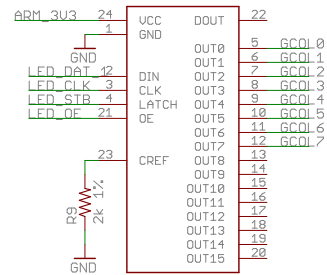 ARM_3V3 24 VCC DOUT 22
1 GND
GND OUT0 5 GCOL0
OUT1 6 GCOL1
LED_DAT_1 2 DIN OUT2 7 GCOL2
LED_CLK 3 CLK OUT3 8 GCOL3
LED_STB 4 LATCH OUT4 9 GCOL4
LED_OE 21 OE OUT5 10 GCOL5
OUT6 11 GCOL6
OUT7 12 GCOL7
23 CREF OUT8 13
OUT9 14
OUT10 15
R9 2k 1% OUT11 16
OUT12 17
OUT13 18
OUT14 19
GND OUT15 20